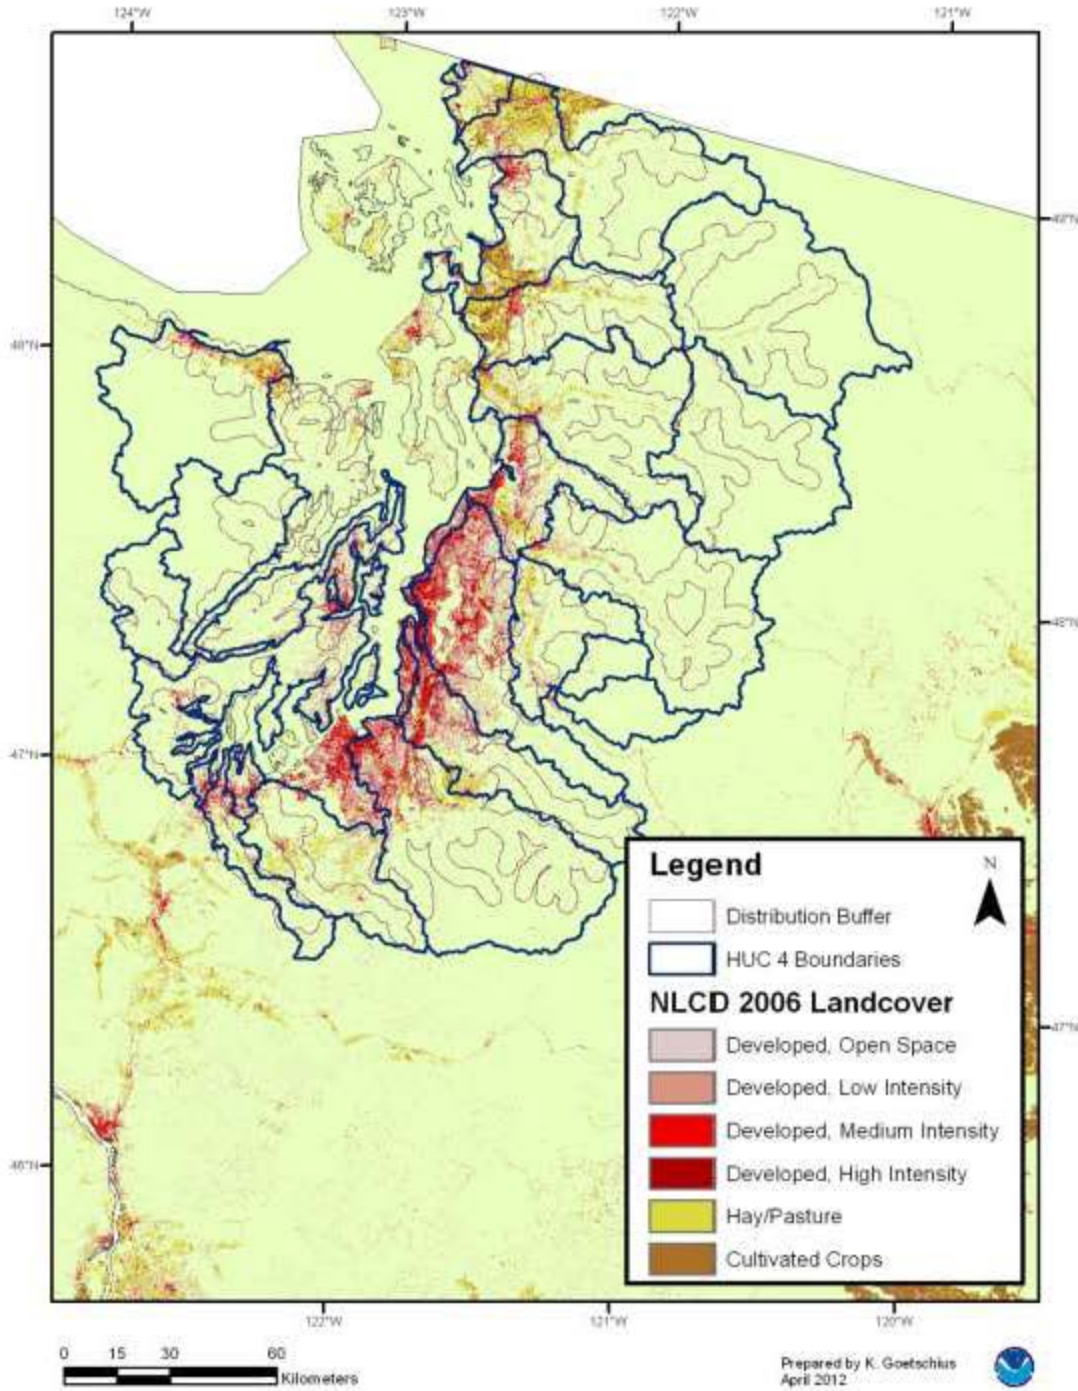 124°W 123°W 122°W 121°W
49°N
48°N
48°N
47°N
47°N
46°N
Legend
N
Distribution Buffer
HUC 4 Boundaries
NLCD 2006 Landcover
Developed, Open Space
Developed, Low Intensity
Developed, Medium Intensity
Developed, High Intensity
Hay/Pasture
Cultivated Crops
122°W 121°W 120°W
0 15 30 60
Kilometers
Prepared by K. Goetschius
April 2012